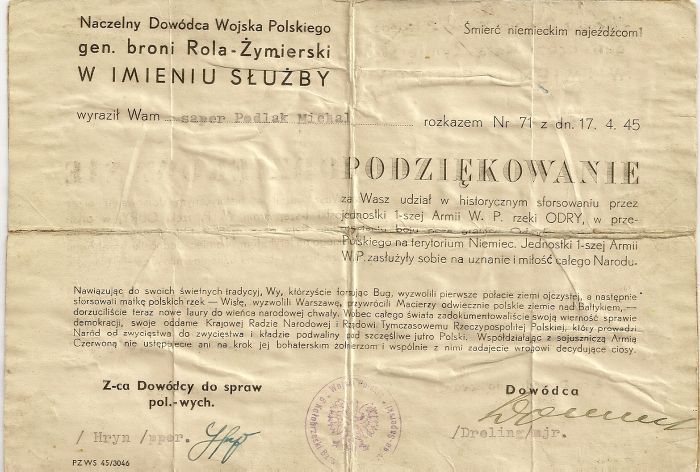 Naczelny Dowódca Wojska Polskiego
gen. broni Rola-Żymierski
W IMIENIU SŁUŻBY
Śmierć niemieckim najeźdźcom!
wyraził Wam saper Podlak Michał rozkazem Nr 71 z dn. 17. 4. 45
PODZIĘKOWANIE
za Wasz udział w historycznym sforsowaniu przez
jednostki 1-szej Armii W. P. rzeki ODRY, w prze-
Polskiego na terytorium Niemiec. Jednostki 1-szej Armii
W. P. zasłużyły sobie na uznanie i miłość całego Narodu.
Nawiązując do swoich świetnych tradycyj, Wy, którzyście forsując Bug, wyzwolili pierwsze połacie ziemi ojczystej, a następnie
sforsowali matkę polskich rzek — Wisłę, wyzwolili Warszawę, przywrócili Macierzy odwiecznie polskie ziemie nad Bałtykiem, —
dorzuciliście teraz nowe laury do wieńca narodowej chwały. Wobec całego świata zadokumentowaliście swoją wierność sprawie
demokracji, swoje oddanie Krajowej Radzie Narodowej i Rządowi Tymczasowemu Rzeczypospolitej Polskiej, który prowadzi
Naród od zwycięstwa do zwycięstwa i kładzie podwaliny pod szczęśliwe jutro Polski. Współdziałając z sojuszniczą Armią
Czerwoną nie ustępujecie ani na krok jej bohaterskim żołnierzom i wspólnie z nimi zadajecie wrogowi decydujące ciosy.
Z-ca Dowódcy do spraw
pol.-wych.
Dowódca
/ Hryn /ppor.
/Dreling/mjr.
PZWS 45/3046